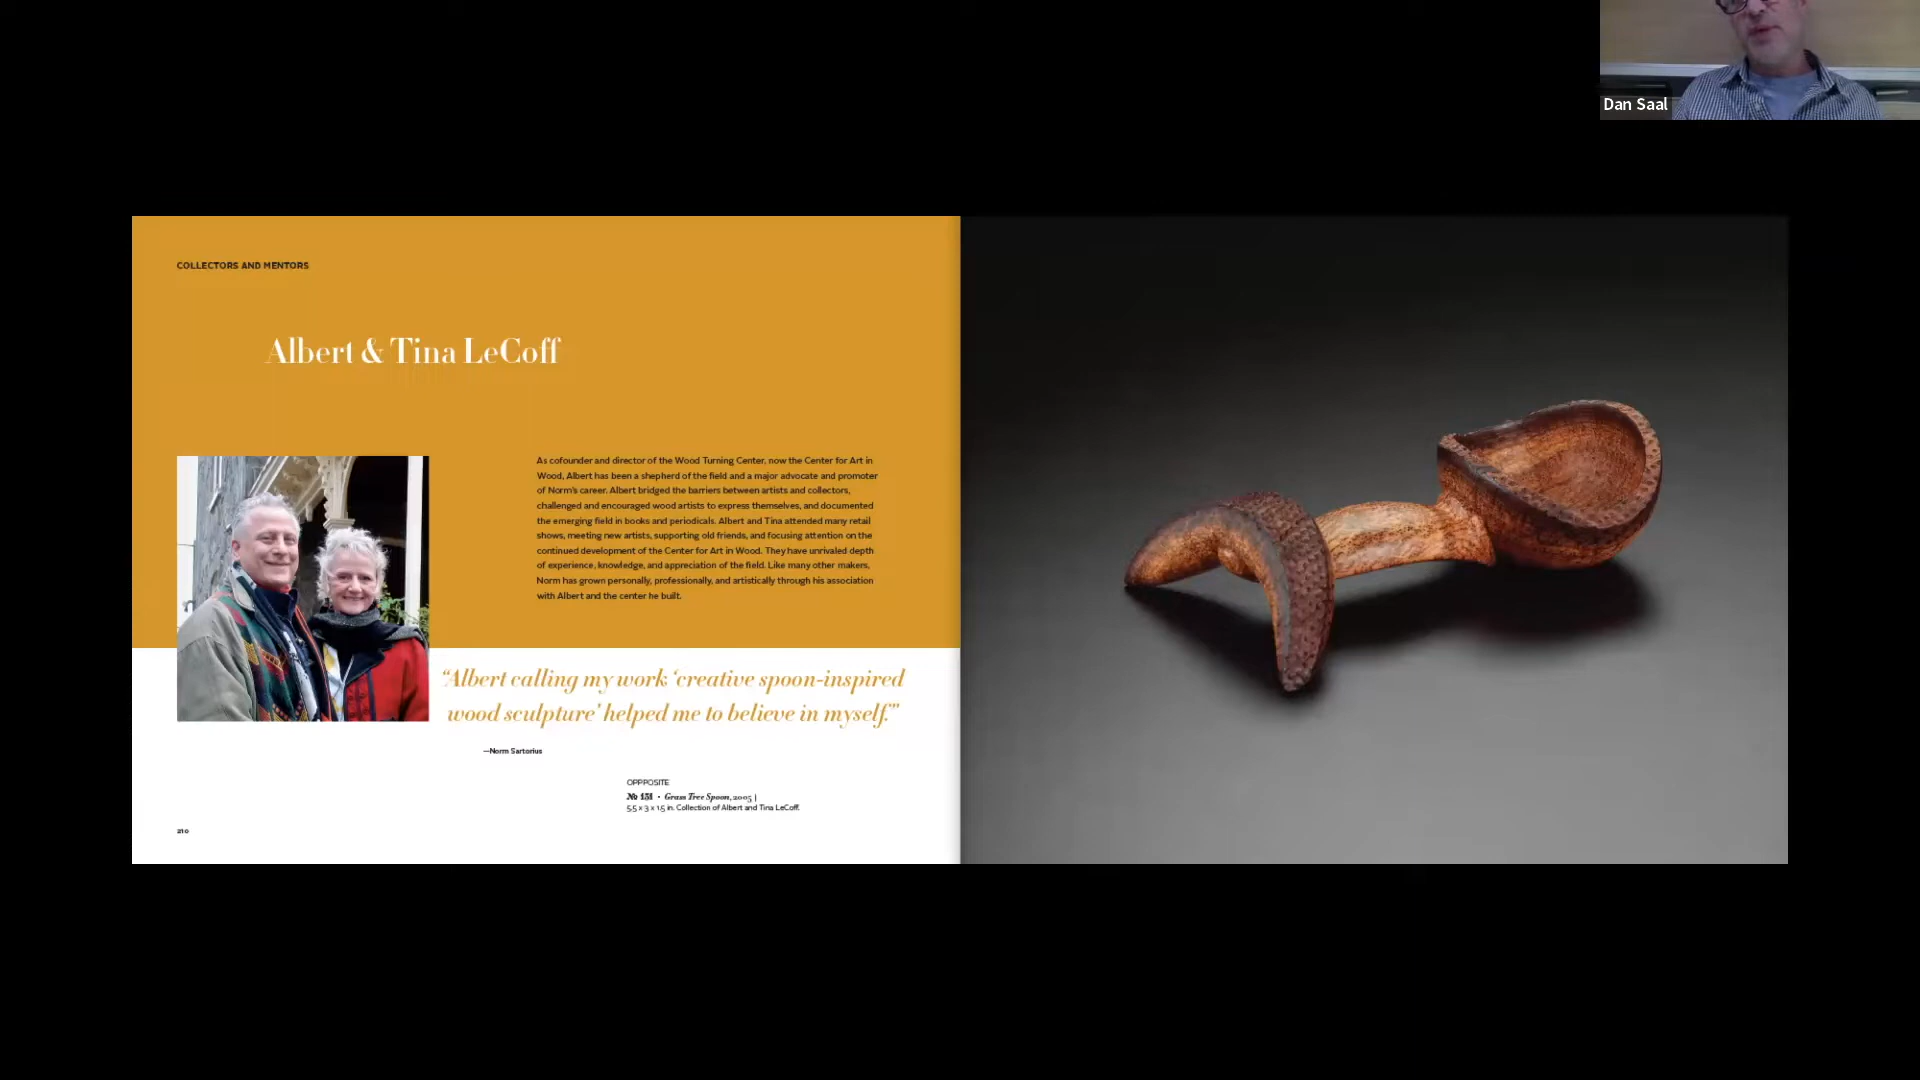 Dan Saal
COLLECTORS AND MENTORS
Albert & Tina LeCoff
As cofounder and director of the Wood Turning Center, now the Center for Art in
Wood, Albert has been a shepherd of the field and a major advocate and promoter
of Norm's career. Albert bridged the barriers between artists and collectors,
challenged and encouraged wood artists to express themselves, and documented
the emerging field in books and periodicals. Albert and Tina attended many retail
shows, meeting new artists, supporting old friends, and focusing attention on the
continued development of the Center for Art in Wood. They have unrivaled depth
of experience, knowledge, and appreciation of the field. Like many other makers,
Norm has grown personally, professionally, and artistically through his association
with Albert and the center he built.
“Albert calling my work ‘creative spoon-inspired
wood sculpture’ helped me to believe in myself.”
—Norm Sartorius
OPPPOSITE
№ 151 • Grass Tree Spoon, 2005 |
5.5 x 3 x 1.5 in. Collection of Albert and Tina LeCoff.
210